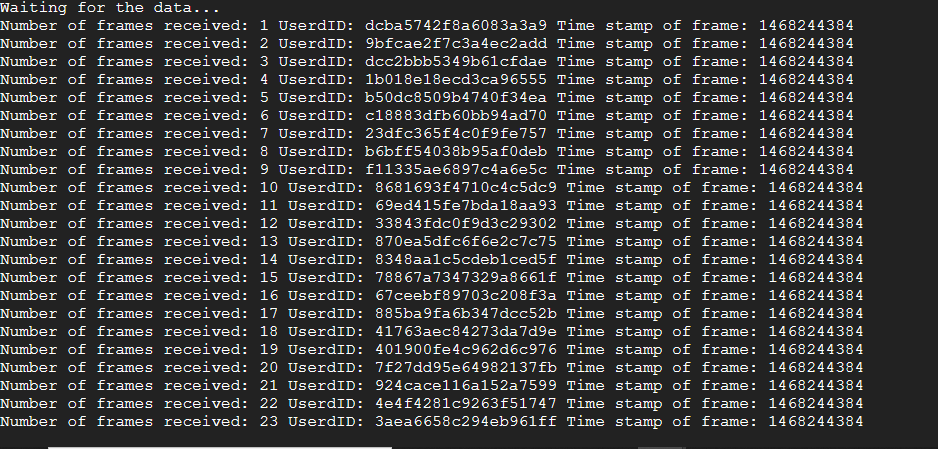 Waiting for the data...
Number of frames received: 1 UserdID: dcba5742f8a6083a3a9 Time stamp of frame: 1468244384
Number of frames received: 2 UserdID: 9bfcae2f7c3a4ec2add Time stamp of frame: 1468244384
Number of frames received: 3 UserdID: dcc2bbb5349b61cfdae Time stamp of frame: 1468244384
Number of frames received: 4 UserdID: 1b018e18ecd3ca96555 Time stamp of frame: 1468244384
Number of frames received: 5 UserdID: b50dc8509b4740f34ea Time stamp of frame: 1468244384
Number of frames received: 6 UserdID: c18883dfb60bb94ad70 Time stamp of frame: 1468244384
Number of frames received: 7 UserdID: 23dfc365f4c0f9fe757 Time stamp of frame: 1468244384
Number of frames received: 8 UserdID: b6bff54038b95af0deb Time stamp of frame: 1468244384
Number of frames received: 9 UserdID: f11335ae6897c4a6e5c Time stamp of frame: 1468244384
Number of frames received: 10 UserdID: 8681693f4710c4c5dc9 Time stamp of frame: 1468244384
Number of frames received: 11 UserdID: 69ed415fe7bda18aa93 Time stamp of frame: 1468244384
Number of frames received: 12 UserdID: 33843fdc0f9d3c29302 Time stamp of frame: 1468244384
Number of frames received: 13 UserdID: 870ea5dfc6f6e2c7c75 Time stamp of frame: 1468244384
Number of frames received: 14 UserdID: 8348aa1c5cdeb1ced5f Time stamp of frame: 1468244384
Number of frames received: 15 UserdID: 78867a7347329a8661f Time stamp of frame: 1468244384
Number of frames received: 16 UserdID: 67ceebf89703c208f3a Time stamp of frame: 1468244384
Number of frames received: 17 UserdID: 885ba9fa6b347dcc52b Time stamp of frame: 1468244384
Number of frames received: 18 UserdID: 41763aec84273da7d9e Time stamp of frame: 1468244384
Number of frames received: 19 UserdID: 401900fe4c962d6c976 Time stamp of frame: 1468244384
Number of frames received: 20 UserdID: 7f27dd95e64982137fb Time stamp of frame: 1468244384
Number of frames received: 21 UserdID: 924cace116a152a7599 Time stamp of frame: 1468244384
Number of frames received: 22 UserdID: 4e4f4281c9263f51747 Time stamp of frame: 1468244384
Number of frames received: 23 UserdID: 3aea6658c294eb961ff Time stamp of frame: 1468244384